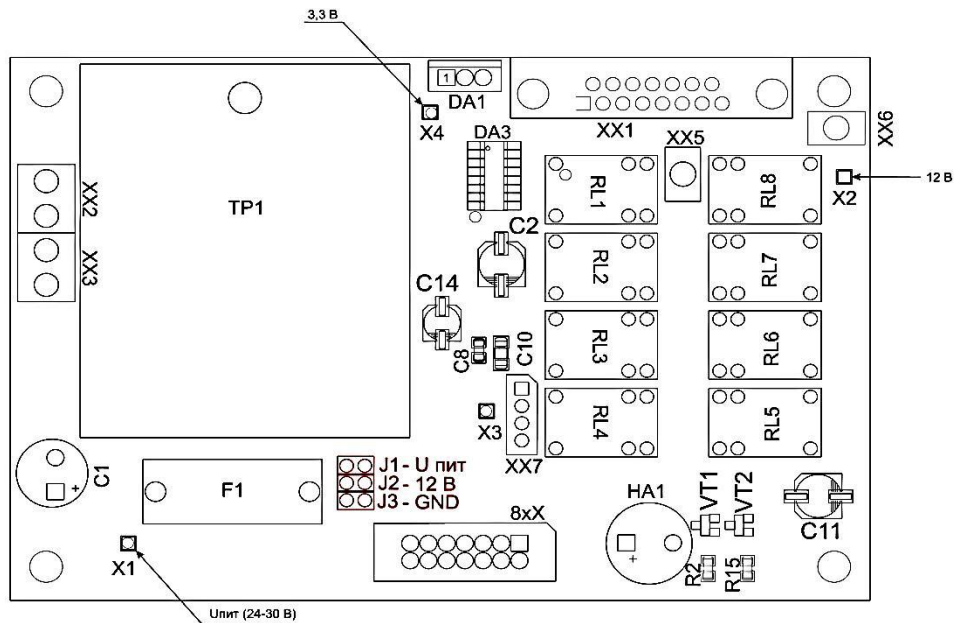 3,3 В
1
DA1
X4
DA3
XX1
XX5
XX6
12 В
X2
XX2
XX3
TP1
RL1
RL8
C2
RL2
RL7
C14
RL3
RL6
C8
C10
X3
RL4
RL5
XX7
C1
+
F1
J1 - U пит
J2 - 12 В
J3 - GND
8xX
HA1
+
VT1
VT2
C11
R2
R15
X1
Uпит (24-30 В)